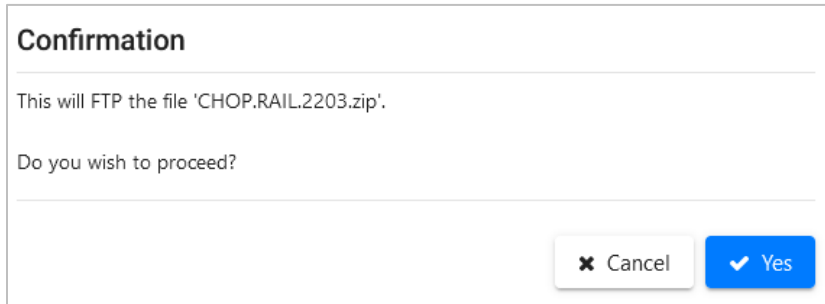 Confirmation
This will FTP the file 'CHOP.RAIL.2203.zip'.
Do you wish to proceed?
Cancel
Yes